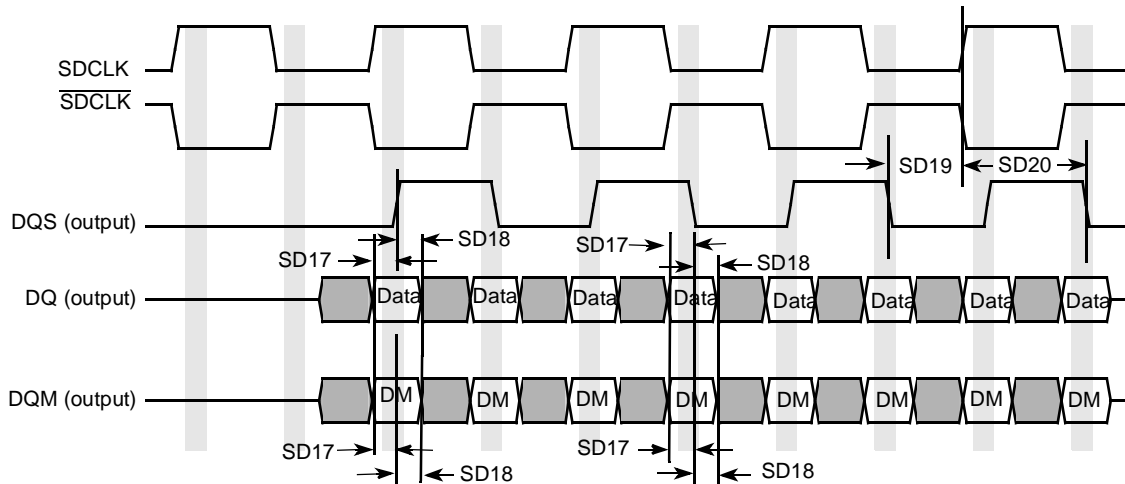 SDCLK
SDCLK
SD19
SD20
DQS (output)
SD18
SD17
SD17
SD18
DQ (output)
Data
Data
Data
Data
Data
Data
Data
Data
DQM (output)
DM
DM
DM
DM
DM
DM
DM
DM
SD17
SD17
SD18
SD18